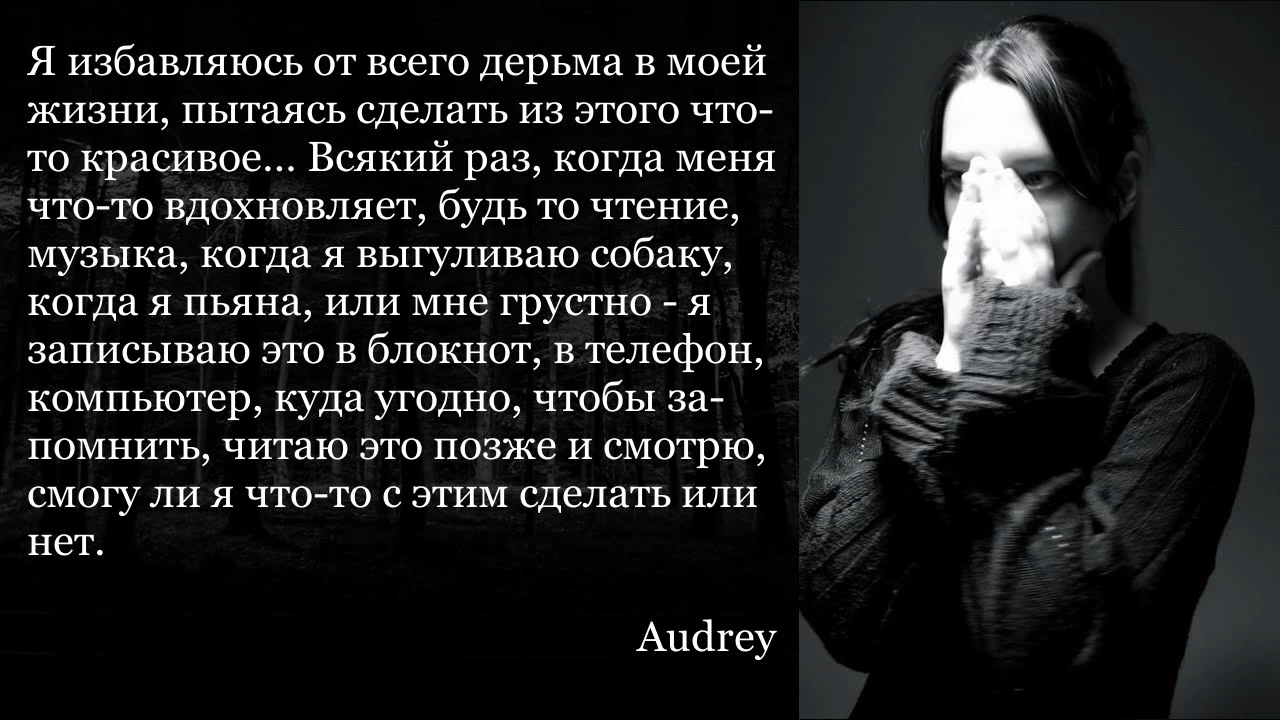 Я избавляюсь от всего дерьма в моей
жизни, пытаясь сделать из этого что-
то красивое... Всякий раз, когда меня
что-то вдохновляет, будь то чтение,
музыка, когда я выгуливаю собаку,
когда я пьяна, или мне грустно - я
записываю это в блокнот, в телефон,
компьютер, куда угодно, чтобы за-
помнить, читаю это позже и смотрю,
смогу ли я что-то с этим сделать или
нет.
Audrey